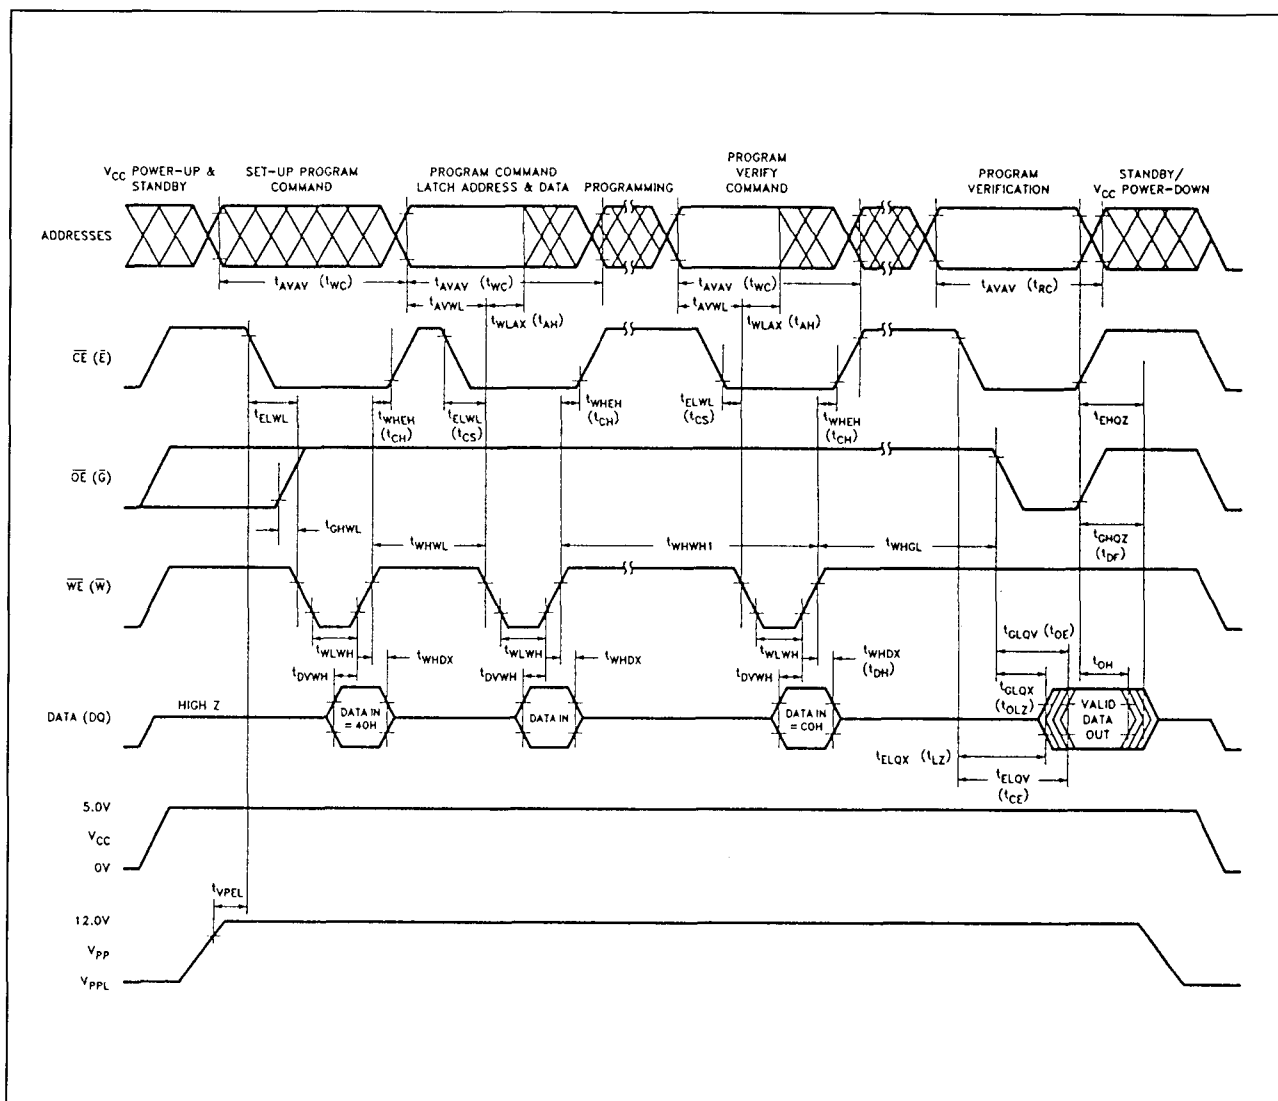 V_CC POWER-UP & STANDBY
SET-UP PROGRAM COMMAND
PROGRAM COMMAND LATCH ADDRESS & DATA
PROGRAMMING
PROGRAM VERIFY COMMAND
PROGRAM VERIFICATION
STANDBY/ V_CC POWER-DOWN
ADDRESSES
t_AVAV (t_WC)
t_AVAV (t_WC)
t_AVAV (t_WC)
t_AVAV (t_RC)
t_AVWL
t_AVWL
t_WLAX (t_AH)
t_WLAX (t_AH)
C̅E̅ (E̅)
t_ELWL
t_WHEH (t_CH)
t_ELWL (t_CS)
t_WHEH (t_CH)
t_ELWL (t_CS)
t_WHEH (t_CH)
t_EHQZ
O̅E̅ (G̅)
t_GHWL
t_WHWL
t_WHWH1
t_WHGL
t_GHQZ (t_DF)
W̅E̅ (W̅)
t_WLWH
t_WLWH
t_WLWH
t_GLQV (t_OE)
t_WHDX
t_WHDX
t_WHDX (t_DH)
t_OH
t_DVWH
t_DVWH
t_DVWH
t_GLQX (t_OLZ)
DATA (DQ)
HIGH Z
DATA IN = 40H
DATA IN
DATA IN = C0H
VALID DATA OUT
t_ELQX (t_LZ)
t_ELQV (t_CE)
5.0V
V_CC
0V
t_VPEL
12.0V
V_PP
V_PPL